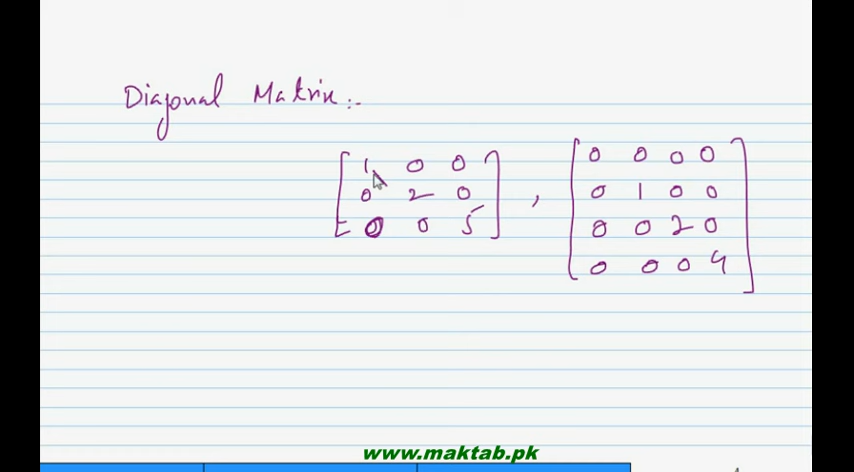 Diagonal Matrix :-
1 0 0
0 2 0
0 0 5
,
0 0 0 0
0 1 0 0
0 0 2 0
0 0 0 4
www.maktab.pk